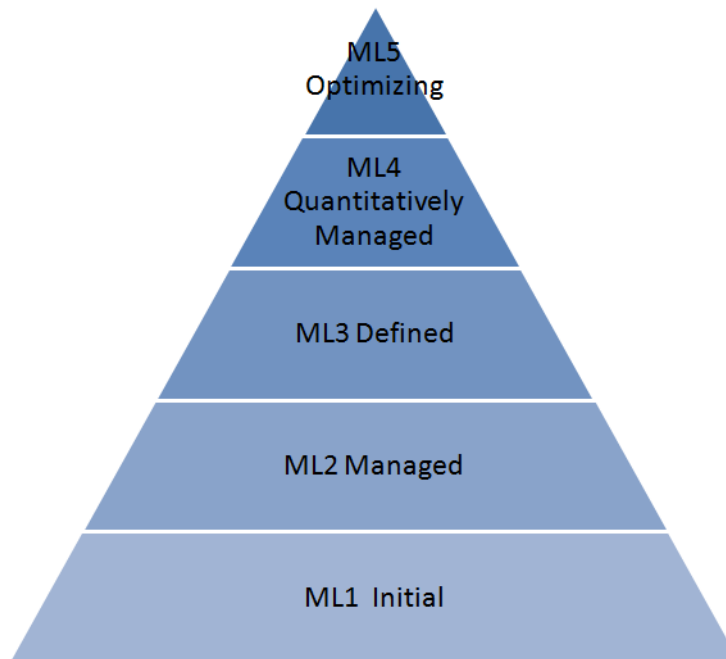 ML5
Optimizing
ML4
Quantitatively
Managed
ML3 Defined
ML2 Managed
ML1  Initial